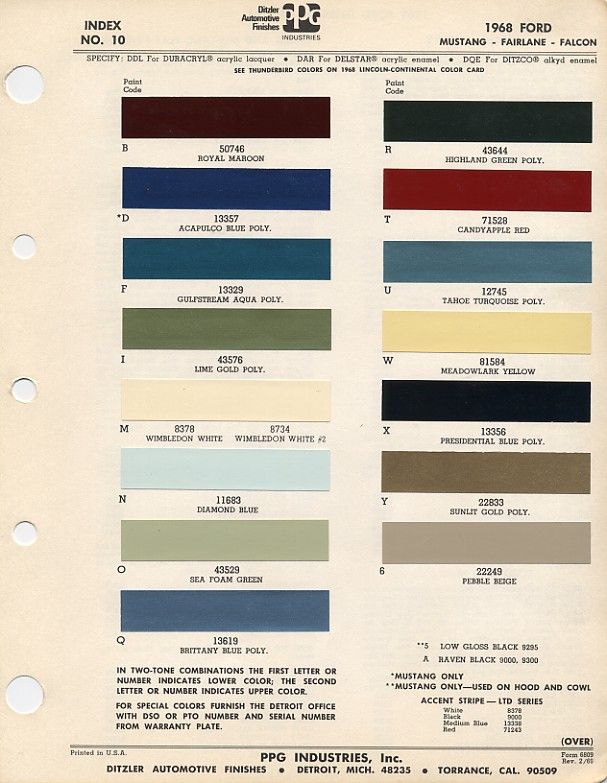 INDEX
NO. 10
Ditzler
Automotive
Finishes
PPG
INDUSTRIES
1968 FORD
MUSTANG - FAIRLANE - FALCON
SPECIFY: DDL For DURACRYL® acrylic lacquer • DAR For DELSTAR® acrylic enamel • DQE For DITZCO® alkyd enamel
SEE THUNDERBIRD COLORS ON 1968 LINCOLN-CONTINENTAL COLOR CARD
Paint
Code
B 50746
ROYAL MAROON
*D 13357
ACAPULCO BLUE POLY.
F 13329
GULFSTREAM AQUA POLY.
I 43576
LIME GOLD POLY.
M 8378 8734
WIMBLEDON WHITE WIMBLEDON WHITE #2
N 11683
DIAMOND BLUE
O 43529
SEA FOAM GREEN
Q 13619
BRITTANY BLUE POLY.
Paint
Code
R 43644
HIGHLAND GREEN POLY.
T 71528
CANDYAPPLE RED
U 12745
TAHOE TURQUOISE POLY.
W 81584
MEADOWLARK YELLOW
X 13356
PRESIDENTIAL BLUE POLY.
Y 22833
SUNLIT GOLD POLY.
6 22249
PEBBLE BEIGE
IN TWO-TONE COMBINATIONS THE FIRST LETTER OR
NUMBER INDICATES LOWER COLOR; THE SECOND
LETTER OR NUMBER INDICATES UPPER COLOR.
FOR SPECIAL COLORS FURNISH THE DETROIT OFFICE
WITH DSO OR PTO NUMBER AND SERIAL NUMBER
FROM WARRANTY PLATE.
**5 LOW GLOSS BLACK 9295
A RAVEN BLACK 9000, 9300
*MUSTANG ONLY
**MUSTANG ONLY—USED ON HOOD AND COWL
ACCENT STRIPE — LTD SERIES
White 8378
Black 9000
Medium Blue 13338
Red 71243
(OVER)
Printed in U.S.A.
Form 6809
Rev. 2/69
PPG INDUSTRIES, Inc.
DITZLER AUTOMOTIVE FINISHES • DETROIT, MICH. 48235 • TORRANCE, CAL. 90509